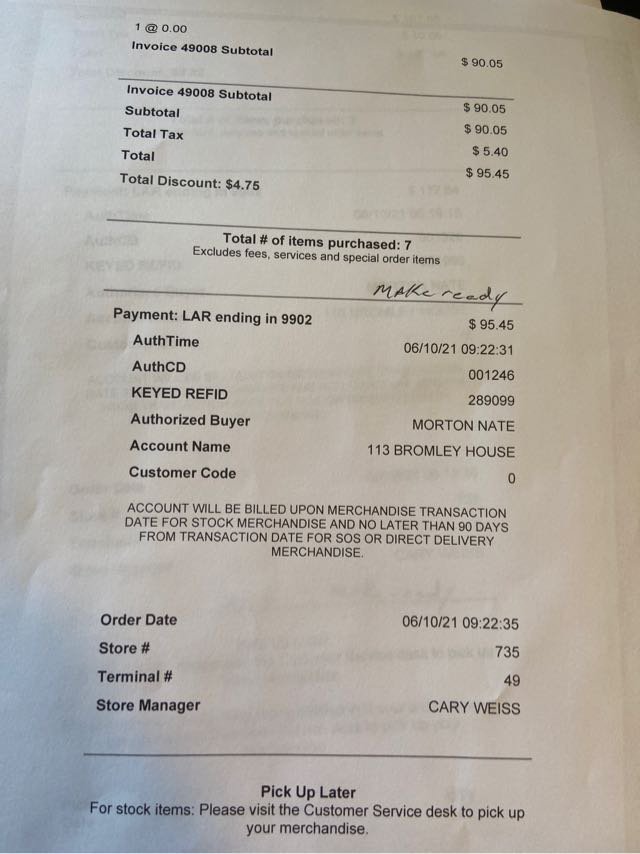 1 @ 0.00
Invoice 49008 Subtotal $ 90.05
Invoice 49008 Subtotal $ 90.05
Subtotal $ 90.05
Total Tax $ 5.40
Total $ 95.45
Total Discount: $4.75
Total # of items purchased: 7
Excludes fees, services and special order items
MAKe ready
Payment: LAR ending in 9902 $ 95.45
AuthTime 06/10/21 09:22:31
AuthCD 001246
KEYED REFID 289099
Authorized Buyer MORTON NATE
Account Name 113 BROMLEY HOUSE
Customer Code 0
ACCOUNT WILL BE BILLED UPON MERCHANDISE TRANSACTION
DATE FOR STOCK MERCHANDISE AND NO LATER THAN 90 DAYS
FROM TRANSACTION DATE FOR SOS OR DIRECT DELIVERY
MERCHANDISE.
Order Date 06/10/21 09:22:35
Store # 735
Terminal # 49
Store Manager CARY WEISS
Pick Up Later
For stock items: Please visit the Customer Service desk to pick up
your merchandise.